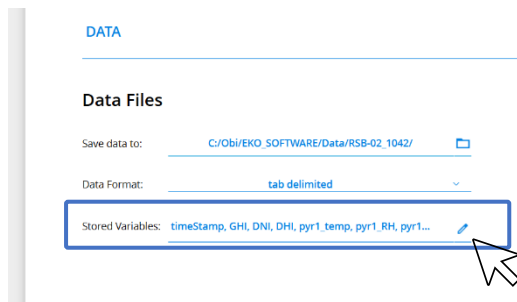 DATA
Data Files
Save data to: C:/Obi/EKO_SOFTWARE/Data/RSB-02_1042/
Data Format: tab delimited
Stored Variables: timeStamp, GHI, DNI, DHI, pyr1_temp, pyr1_RH, pyr1...